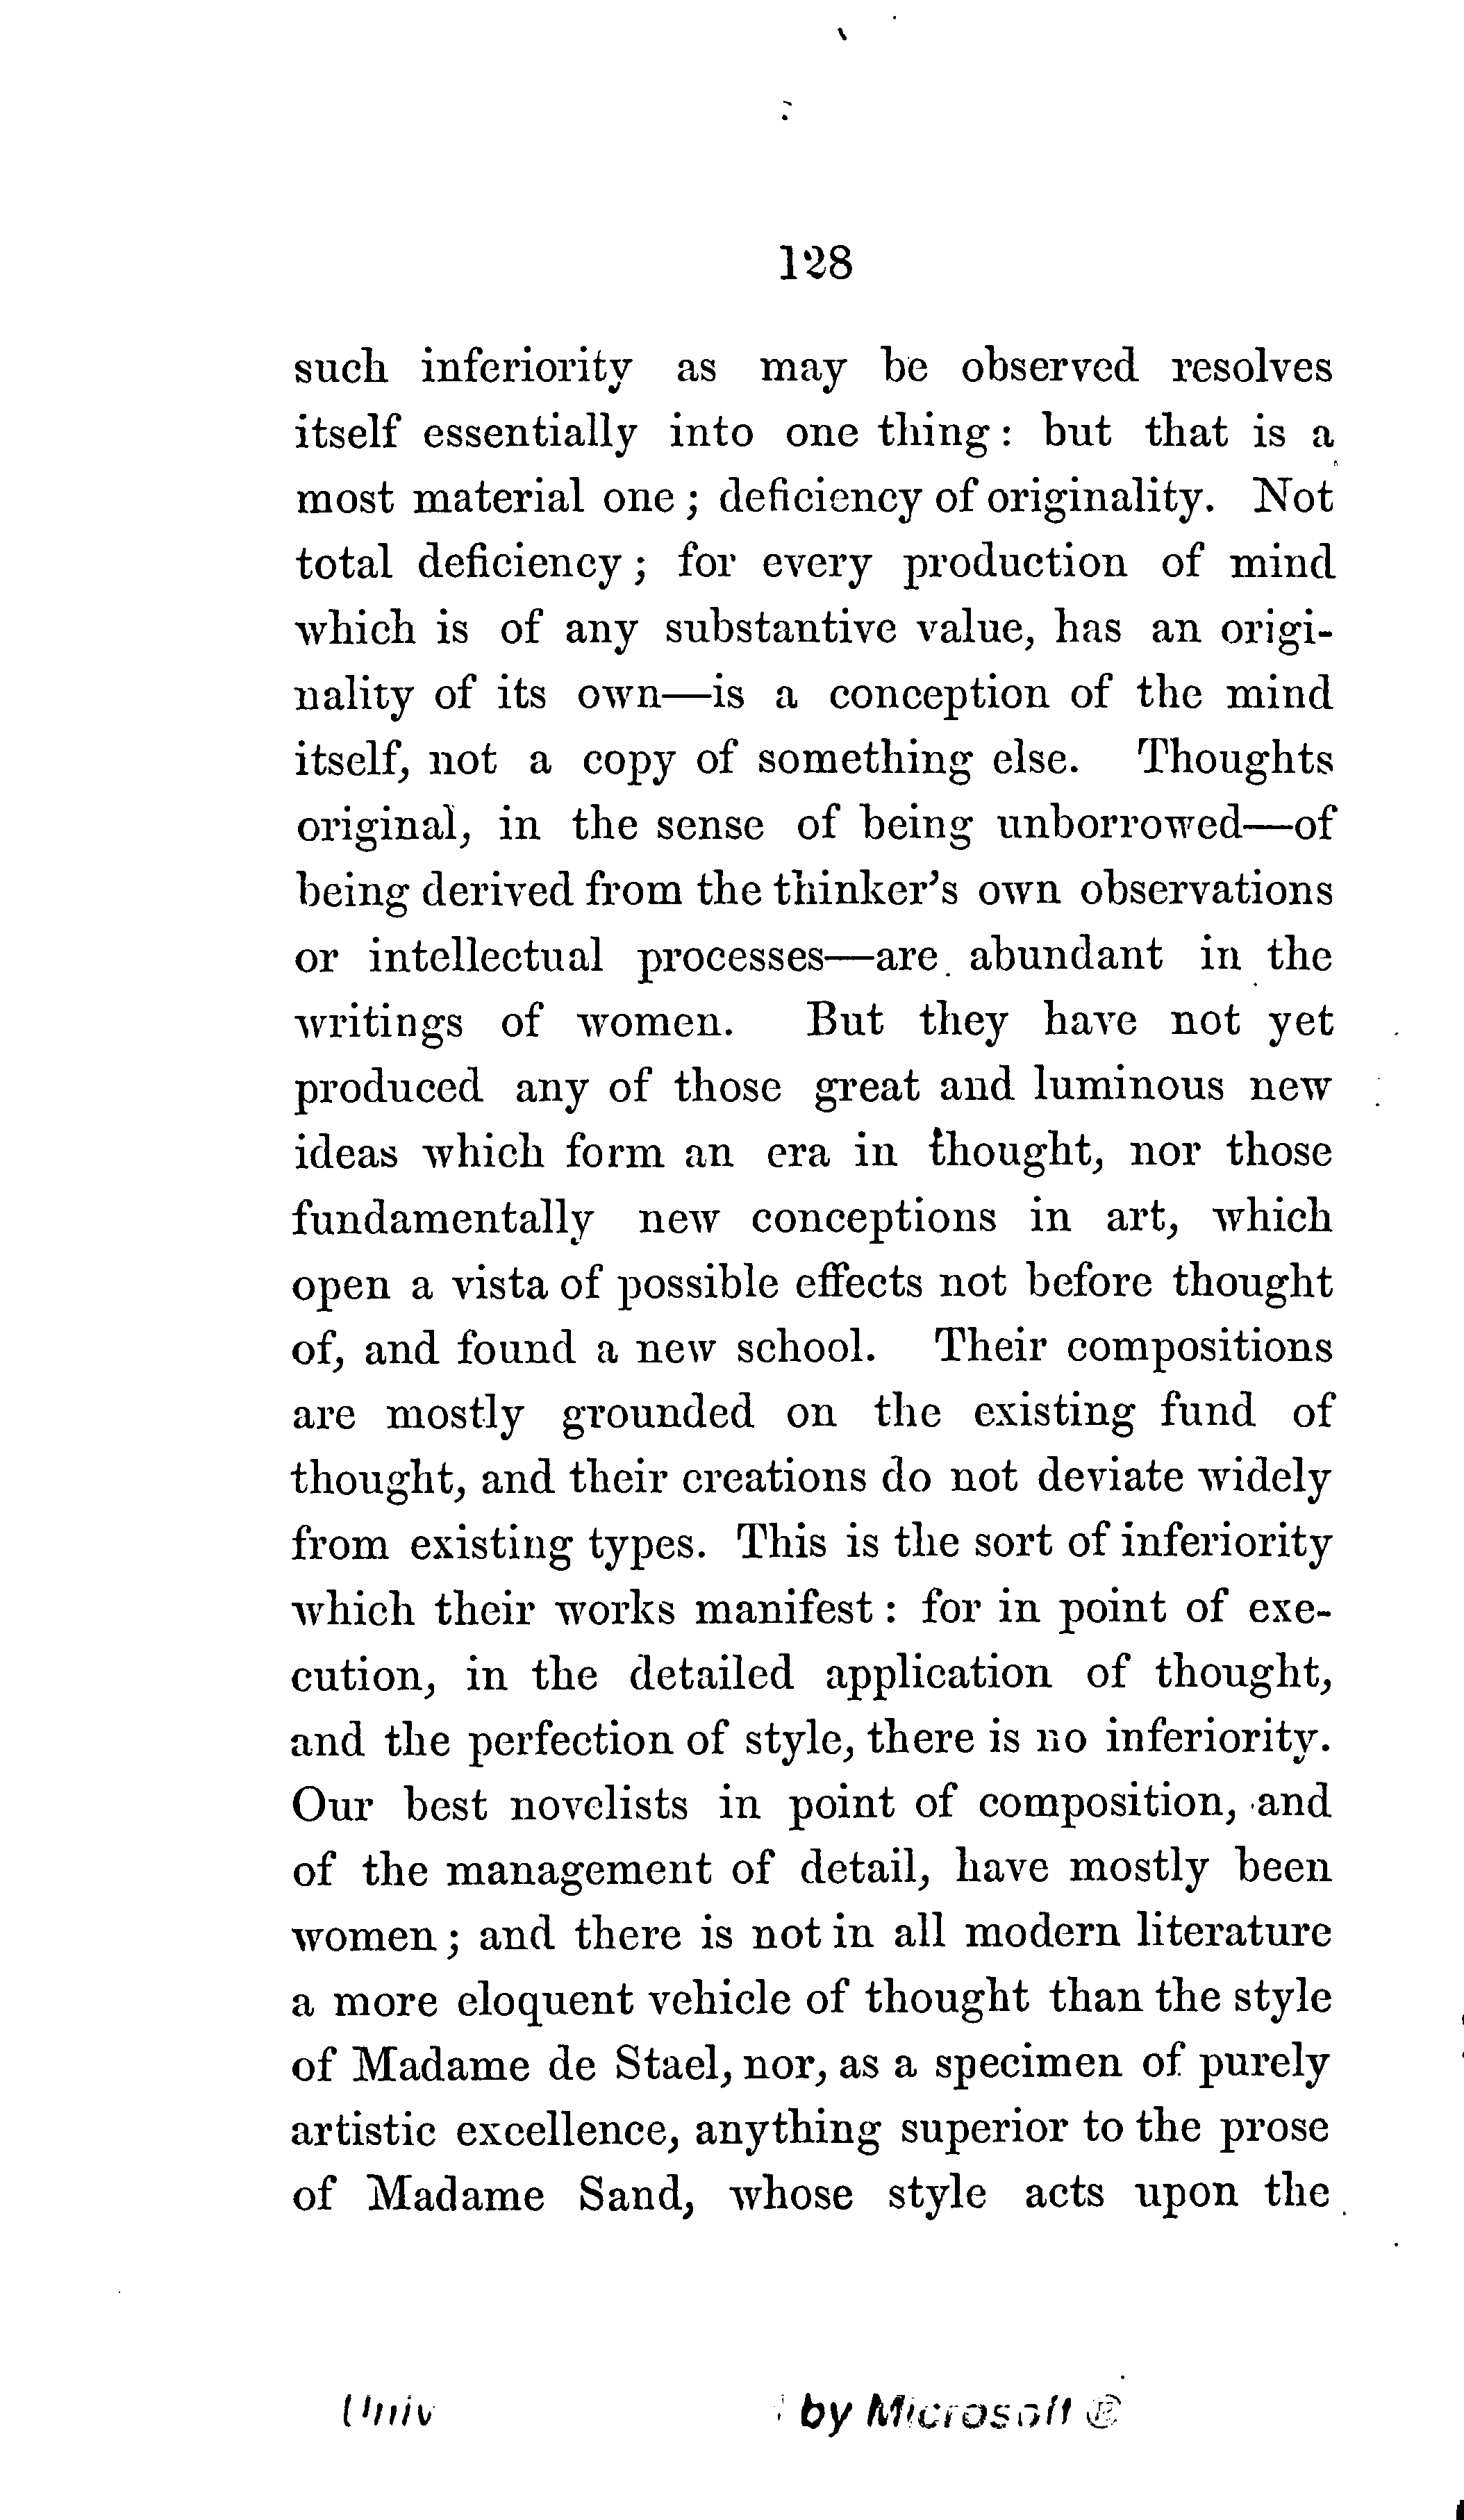 128
such inferiority as may be observed resolves
itself essentially into one thing: but that is a
most material one; deficiency of originality. Not
total deficiency; for every production of mind
which is of any substantive value, has an origi-
nality of its own—is a conception of the mind
itself, not a copy of something else. Thoughts
original, in the sense of being unborrowed—of
being derived from the thinker's own observations
or intellectual processes—are abundant in the
writings of women. But they have not yet
produced any of those great and luminous new
ideas which form an era in thought, nor those
fundamentally new conceptions in art, which
open a vista of possible effects not before thought
of, and found a new school. Their compositions
are mostly grounded on the existing fund of
thought, and their creations do not deviate widely
from existing types. This is the sort of inferiority
which their works manifest: for in point of exe-
cution, in the detailed application of thought,
and the perfection of style, there is no inferiority.
Our best novelists in point of composition, and
of the management of detail, have mostly been
women; and there is not in all modern literature
a more eloquent vehicle of thought than the style
of Madame de Stael, nor, as a specimen of purely
artistic excellence, anything superior to the prose
of Madame Sand, whose style acts upon the
Univ by Microsoft ®